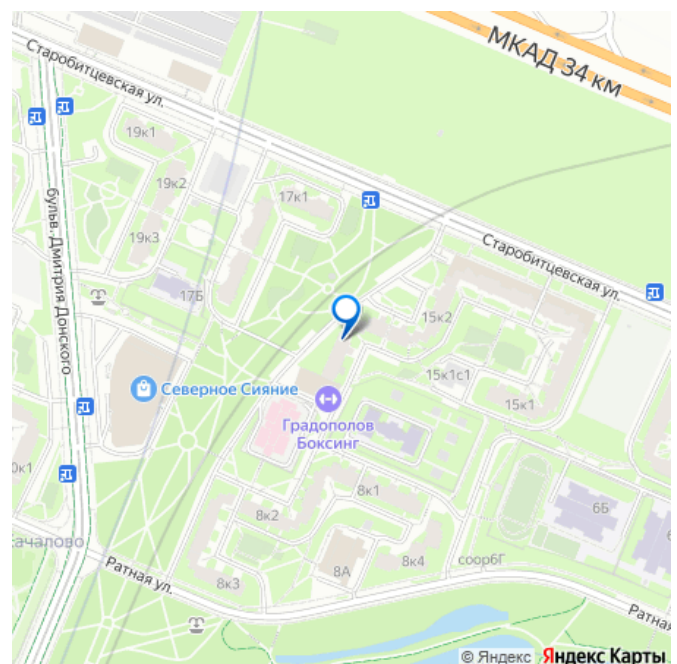 МКАД 34 км
Старобитцевская ул.
19к1
19к2
17к1
бульв. Дмитрия Донского
19к3
Старобитцевская ул.
17Б
15к2
15к1с1
Северное Сияние
15к1
Градополов
Боксинг
0к1
8к1
6Б
8к2
ачалово
Ратная ул.
8А
8к4
соор6Г
8к3
Ратная
© Яндекс Яндекс Карты